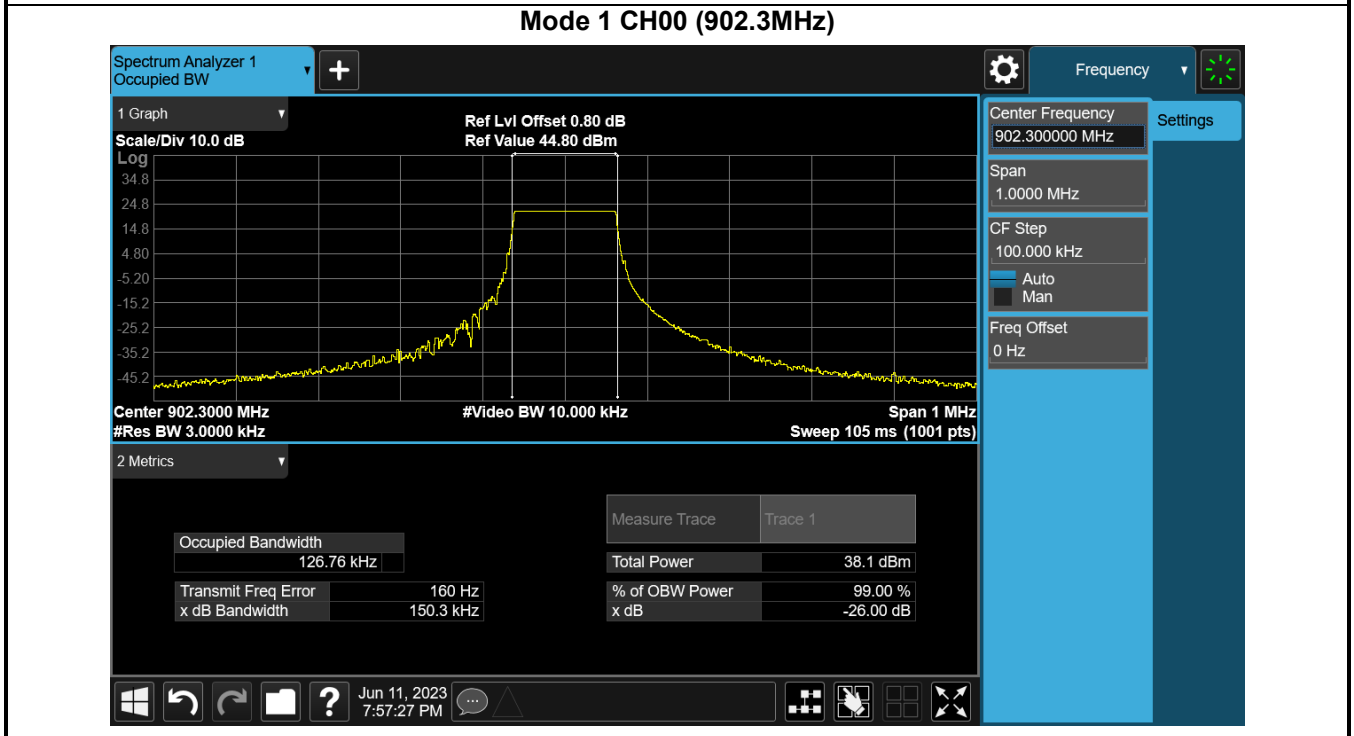 Mode 1 CH00 (902.3MHz)
Spectrum Analyzer 1
Occupied BW
Frequency
1 Graph
Ref Lvl Offset 0.80 dB
Scale/Div 10.0 dB
Ref Value 44.80 dBm
Log
34.8
24.8
14.8
4.80
-5.20
-15.2
-25.2
-35.2
-45.2
Center 902.3000 MHz
#Video BW 10.000 kHz
Span 1 MHz
#Res BW 3.0000 kHz
Sweep 105 ms (1001 pts)
Center Frequency
902.300000 MHz
Settings
Span
1.0000 MHz
CF Step
100.000 kHz
Auto
Man
Freq Offset
0 Hz
2 Metrics
Measure Trace Trace 1
Occupied Bandwidth
126.76 kHz
Total Power 38.1 dBm
Transmit Freq Error 160 Hz
% of OBW Power 99.00 %
x dB Bandwidth 150.3 kHz
x dB -26.00 dB
?
Jun 11, 2023
7:57:27 PM